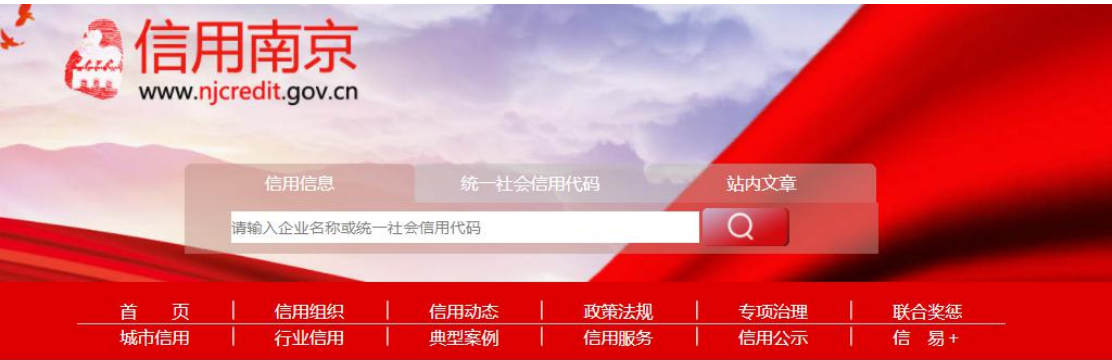 信用南京
www.njcredit.gov.cn
信用信息 统一社会信用代码 站内文章
请输入企业名称或统一社会信用代码
首 页 | 信用组织 | 信用动态 | 政策法规 | 专项治理 | 联合奖惩
城市信用 | 行业信用 | 典型案例 | 信用服务 | 信用公示 | 信 易+